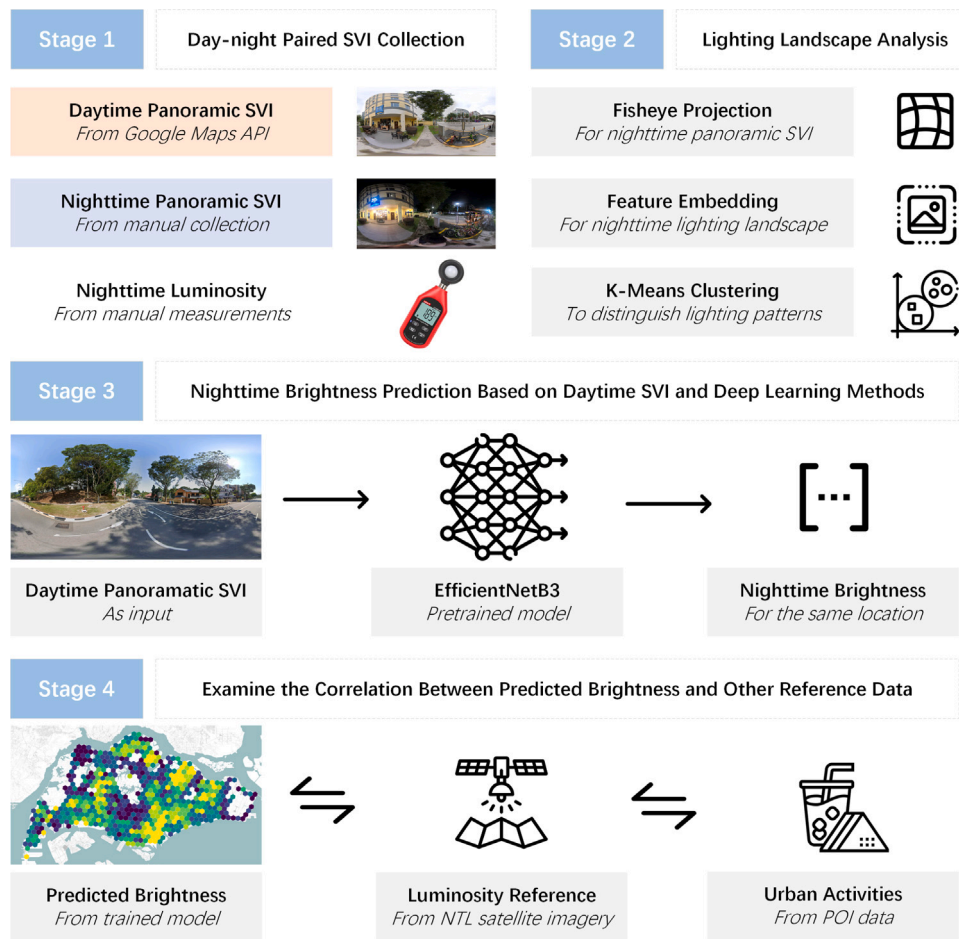 Stage 1
Day-night Paired SVI Collection
Daytime Panoramic SVI
From Google Maps API
Nighttime Panoramic SVI
From manual collection
Nighttime Luminosity
From manual measurements
Stage 2
Lighting Landscape Analysis
Fisheye Projection
For nighttime panoramic SVI
Feature Embedding
For nighttime lighting landscape
K-Means Clustering
To distinguish lighting patterns
Stage 3
Nighttime Brightness Prediction Based on Daytime SVI and Deep Learning Methods
Daytime Panoramatic SVI
As input
EfficientNetB3
Pretrained model
Nighttime Brightness
For the same location
Stage 4
Examine the Correlation Between Predicted Brightness and Other Reference Data
Predicted Brightness
From trained model
Luminosity Reference
From NTL satellite imagery
Urban Activities
From POI data